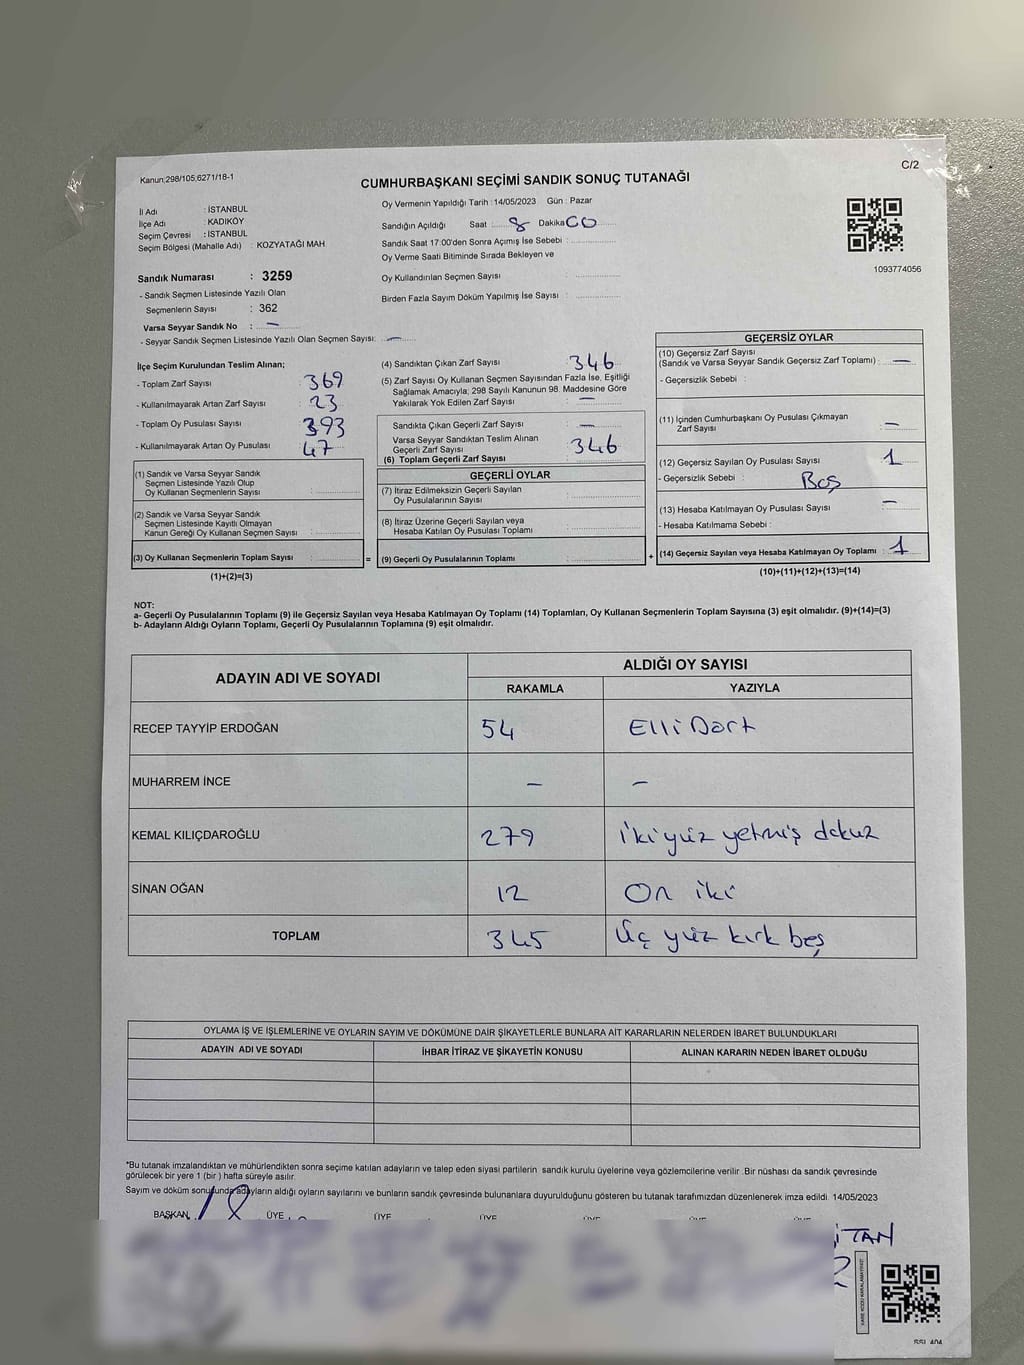 C/2
Kanun:298/105,6271/18-1
CUMHURBAŞKANI SEÇİMİ SANDIK SONUÇ TUTANAĞI
İl Adı : İSTANBUL
İlçe Adı : KADIKÖY
Seçim Çevresi : İSTANBUL
Seçim Bölgesi (Mahalle Adı) : KOZYATAĞI MAH
Sandık Numarası : 3259
- Sandık Seçmen Listesinde Yazılı Olan
Seçmenlerin Sayısı : 362
Varsa Seyyar Sandık No : –
- Seyyar Sandık Seçmen Listesinde Yazılı Olan Seçmen Sayısı: –
Oy Vermenin Yapıldığı Tarih : 14/05/2023 Gün : Pazar
Sandığın Açıldığı Saat : 8 Dakika 00
Sandık Saat 17:00'den Sonra Açımış İse Sebebi :
Oy Verme Saati Bitiminde Sırada Bekleyen ve
Oy Kullandırılan Seçmen Sayısı :
Birden Fazla Sayım Döküm Yapılmış İse Sayısı :
1093774056
İlçe Seçim Kurulundan Teslim Alınan;
- Toplam Zarf Sayısı : 369
- Kullanılmayarak Artan Zarf Sayısı : 23
- Toplam Oy Pusulası Sayısı : 393
- Kullanılmayarak Artan Oy Pusulası : 47
(1) Sandık ve Varsa Seyyar Sandık
Seçmen Listesinde Yazılı Olup
Oy Kullanan Seçmenlerin Sayısı :
(2) Sandık ve Varsa Seyyar Sandık
Seçmen Listesinde Kayıtlı Olmayan
Kanun Gereği Oy Kullanan Seçmen Sayısı :
(3) Oy Kullanan Seçmenlerin Toplam Sayısı : =
(1)+(2)=(3)
(4) Sandıktan Çıkan Zarf Sayısı : 346
(5) Zarf Sayısı Oy Kullanan Seçmen Sayısından Fazla İse, Eşitliği
Sağlamak Amacıyla; 298 Sayılı Kanunun 98. Maddesine Göre
Yakılarak Yok Edilen Zarf Sayısı : –
Sandıkta Çıkan Geçerli Zarf Sayısı : –
Varsa Seyyar Sandıktan Teslim Alınan
Geçerli Zarf Sayısı : 346
(6) Toplam Geçerli Zarf Sayısı
GEÇERLİ OYLAR
(7) İtiraz Edilmeksizin Geçerli Sayılan
Oy Pusulalarının Sayısı :
(8) İtiraz Üzerine Geçerli Sayılan veya
Hesaba Katılan Oy Pusulası Toplamı :
(9) Geçerli Oy Pusulalarının Toplamı : +
GEÇERSİZ OYLAR
(10) Geçersiz Zarf Sayısı
(Sandık ve Varsa Seyyar Sandık Geçersiz Zarf Toplamı) : –
- Geçersizlik Sebebi :
(11) İçinden Cumhurbaşkanı Oy Pusulası Çıkmayan
Zarf Sayısı : –
(12) Geçersiz Sayılan Oy Pusulası Sayısı : 1
- Geçersizlik Sebebi : Boş
(13) Hesaba Katılmayan Oy Pusulası Sayısı : –
- Hesaba Katılmama Sebebi :
(14) Geçersiz Sayılan veya Hesaba Katılmayan Oy Toplamı : 1
(10)+(11)+(12)+(13)=(14)
NOT:
a- Geçerli Oy Pusulalarının Toplamı (9) ile Geçersiz Sayılan veya Hesaba Katılmayan Oy Toplamı (14) Toplamları, Oy Kullanan Seçmenlerin Toplam Sayısına (3) eşit olmalıdır. (9)+(14)=(3)
b- Adayların Aldığı Oyların Toplamı, Geçerli Oy Pusulalarının Toplamına (9) eşit olmalıdır.
ADAYIN ADI VE SOYADI ALDIĞI OY SAYISI
RAKAMLA YAZIYLA
RECEP TAYYİP ERDOĞAN 54 Elli Dört
MUHARREM İNCE – –
KEMAL KILIÇDAROĞLU 279 İki yüz yetmiş dokuz
SİNAN OĞAN 12 On iki
TOPLAM 345 Üç yüz kırk beş
OYLAMA İŞ VE İŞLEMLERİNE VE OYLARIN SAYIM VE DÖKÜMÜNE DAİR ŞİKAYETLERLE BUNLARA AİT KARARLARIN NELERDEN İBARET BULUNDUKLARI
ADAYIN ADI VE SOYADI İHBAR İTİRAZ VE ŞİKAYETİN KONUSU ALINAN KARARIN NEDEN İBARET OLDUĞU
*Bu tutanak imzalandıktan ve mühürlendikten sonra seçime katılan adayların ve talep eden siyasi partilerin sandık kurulu üyelerine veya gözlemcilerine verilir .Bir nüshası da sandık çevresinde
görülecek bir yere 1 (bir ) hafta süreyle asılır.
Sayım ve döküm sonuunda adayların aldığı oyların sayılarını ve bunların sandık çevresinde bulunanlara duyurulduğunu gösteren bu tutanak tarafımızdan düzenlenerek imza edildi. 14/05/2023
BAŞKAN ÜYE ÜYE ÜYE ÜYE ÜYE ÜYE
İTAN